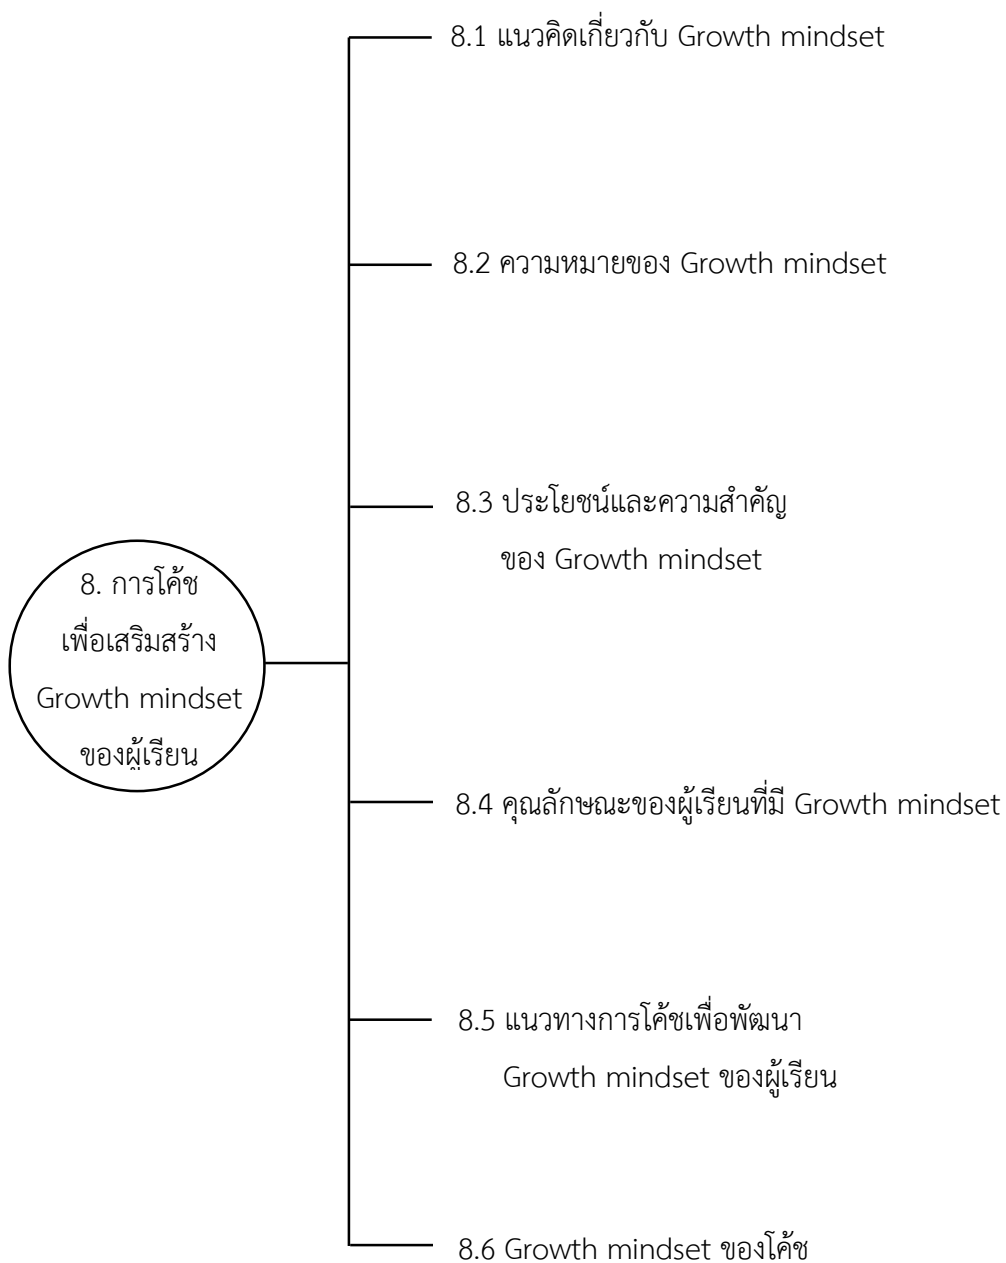 8.1 แนวคิดเกี่ยวกับ Growth mindset
8.2 ความหมายของ Growth mindset
8.3 ประโยชน์และความสำคัญ
ของ Growth mindset
8. การโค้ช
เพื่อเสริมสร้าง
Growth mindset
ของผู้เรียน
8.4 คุณลักษณะของผู้เรียนที่มี Growth mindset
8.5 แนวทางการโค้ชเพื่อพัฒนา
Growth mindset ของผู้เรียน
8.6 Growth mindset ของโค้ช